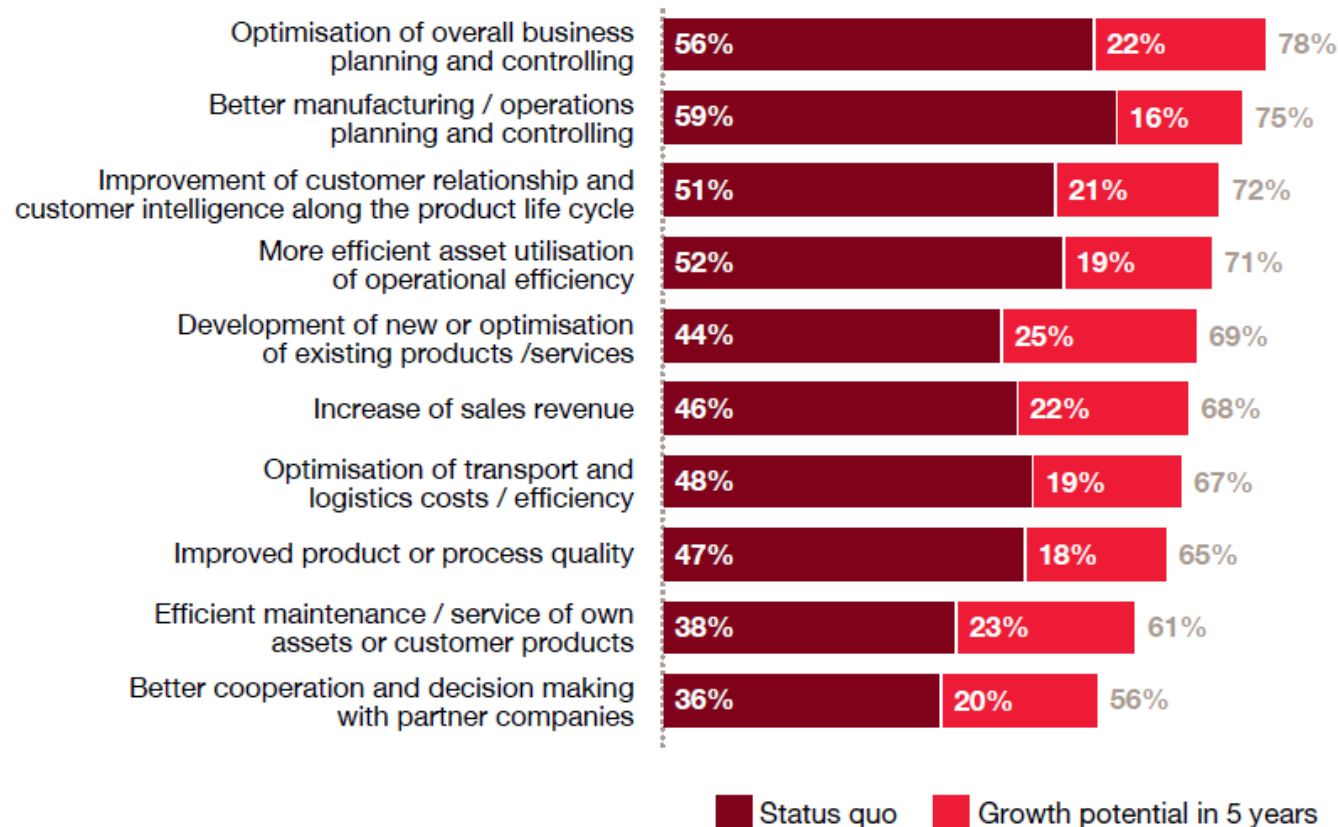 Optimisation of overall business
planning and controlling
56% 22% 78%
Better manufacturing / operations
planning and controlling
59% 16% 75%
Improvement of customer relationship and
customer intelligence along the product life cycle
51% 21% 72%
More efficient asset utilisation
of operational efficiency
52% 19% 71%
Development of new or optimisation
of existing products /services
44% 25% 69%
Increase of sales revenue
46% 22% 68%
Optimisation of transport and
logistics costs / efficiency
48% 19% 67%
Improved product or process quality
47% 18% 65%
Efficient maintenance / service of own
assets or customer products
38% 23% 61%
Better cooperation and decision making
with partner companies
36% 20% 56%
Status quo Growth potential in 5 years